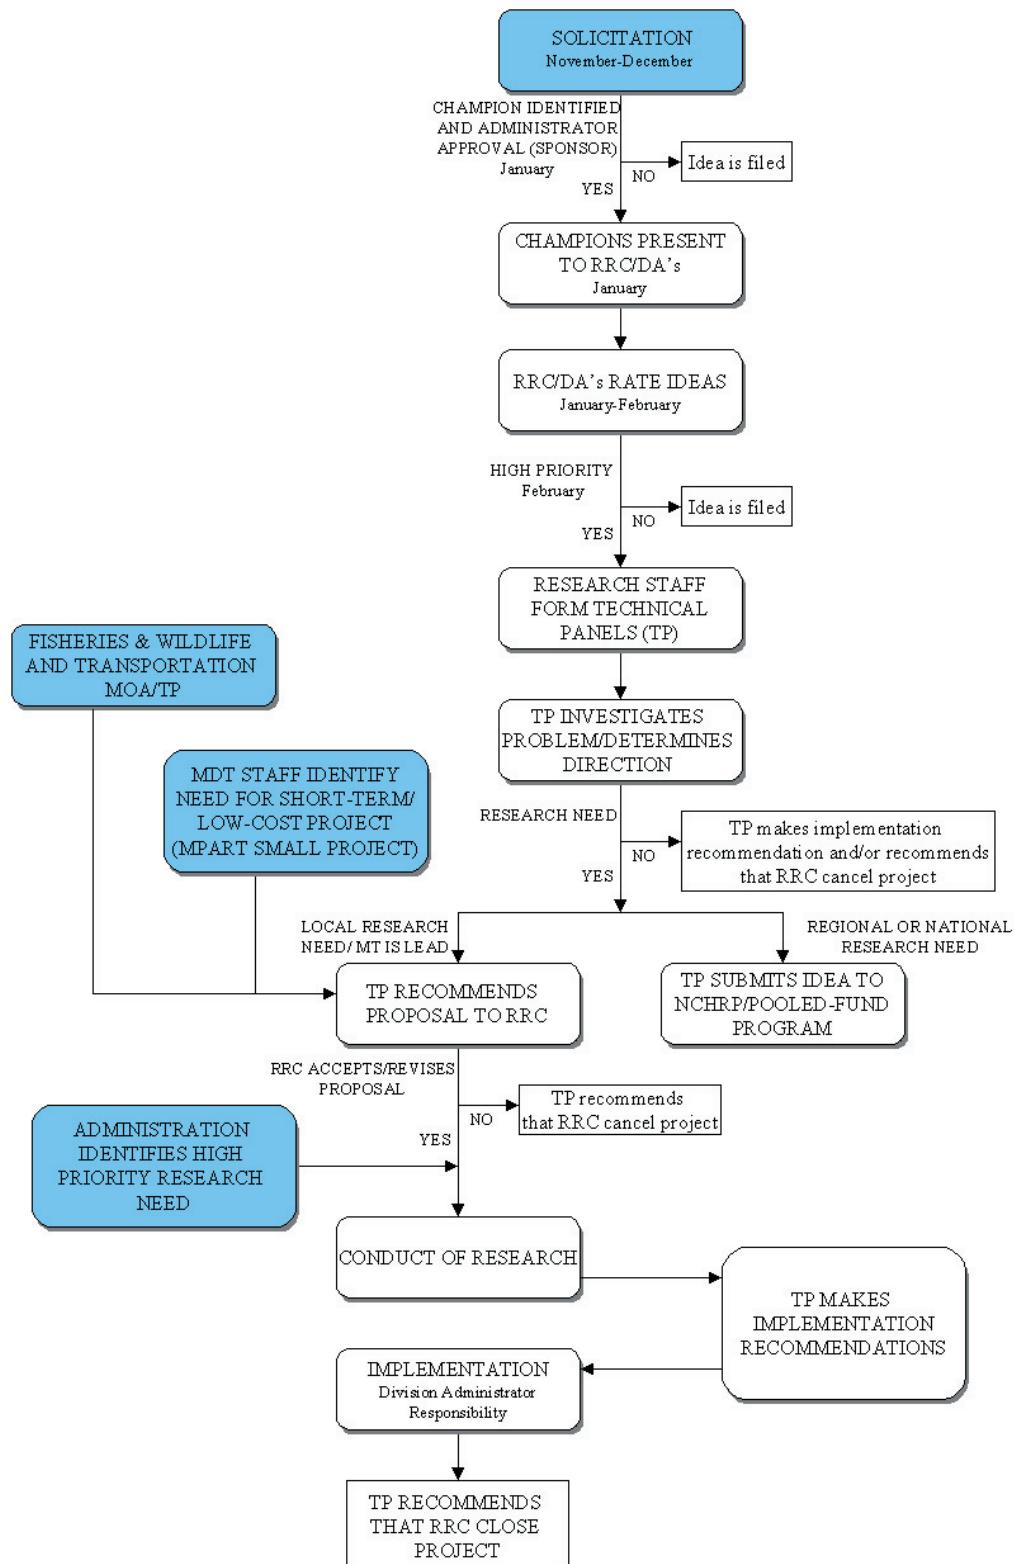 SOLICITATION
November-December
CHAMPION IDENTIFIED
AND ADMINISTRATOR
APPROVAL (SPONSOR)
January
NO
Idea is filed
YES
CHAMPIONS PRESENT
TO RRC/DA's
January
RRC/DA's RATE IDEAS
January-February
HIGH PRIORITY
February
NO
Idea is filed
YES
RESEARCH STAFF
FORM TECHNICAL
PANELS (TP)
FISHERIES & WILDLIFE
AND TRANSPORTATION
MOA/TP
TP INVESTIGATES
PROBLEM/DETERMINES
DIRECTION
MDT STAFF IDENTIFY
NEED FOR SHORT-TERM/
LOW-COST PROJECT
(MPART SMALL PROJECT)
RESEARCH NEED
NO
TP makes implementation
recommendation and/or recommends
that RRC cancel project
YES
LOCAL RESEARCH
NEED/ MT IS LEAD
REGIONAL OR NATIONAL
RESEARCH NEED
TP RECOMMENDS
PROPOSAL TO RRC
TP SUBMITS IDEA TO
NCHRP/POOLED-FUND
PROGRAM
RRC ACCEPTS/REVISES
PROPOSAL
NO
TP recommends
that RRC cancel project
YES
ADMINISTRATION
IDENTIFIES HIGH
PRIORITY RESEARCH
NEED
CONDUCT OF RESEARCH
TP MAKES
IMPLEMENTATION
RECOMMENDATIONS
IMPLEMENTATION
Division Administrator
Responsibility
TP RECOMMENDS
THAT RRC CLOSE
PROJECT